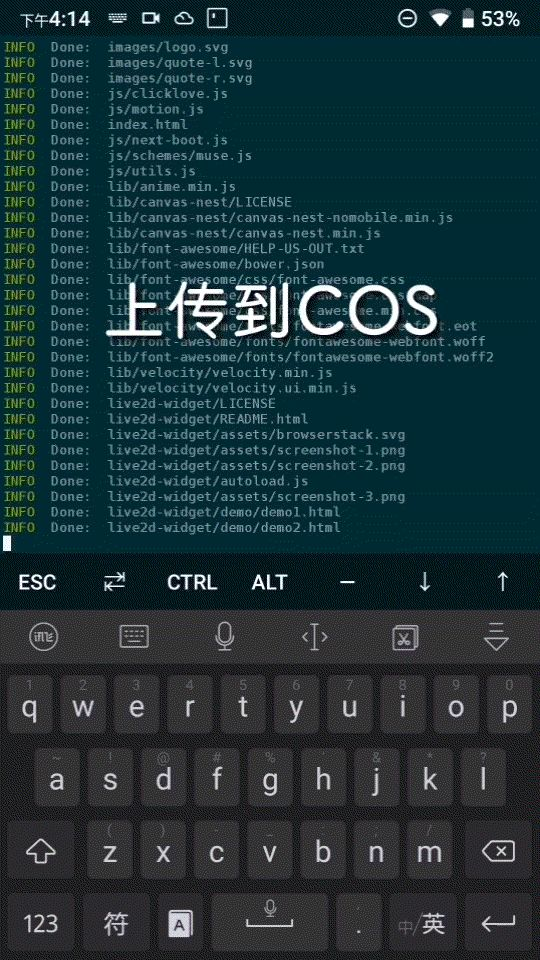 下午4:14
53%
INFO Done: images/logo.svg
INFO Done: images/quote-l.svg
INFO Done: images/quote-r.svg
INFO Done: js/clicklove.js
INFO Done: js/motion.js
INFO Done: index.html
INFO Done: js/next-boot.js
INFO Done: js/schemes/muse.js
INFO Done: js/utils.js
INFO Done: lib/anime.min.js
INFO Done: lib/canvas-nest/LICENSE
INFO Done: lib/canvas-nest/canvas-nest-nomobile.min.js
INFO Done: lib/canvas-nest/canvas-nest.min.js
INFO Done: lib/font-awesome/HELP-US-OUT.txt
INFO Done: lib/font-awesome/bower.json
INFO Done: lib/font-awesome/css/font-awesome.css
上传到COS
INFO Done:
INFO Done:
INFO Done:
INFO Done: lib/font-awesome/fonts/fontawesome-webfont.woff
INFO Done: lib/font-awesome/fonts/fontawesome-webfont.woff2
INFO Done: lib/velocity/velocity.min.js
INFO Done: lib/velocity/velocity.ui.min.js
INFO Done: live2d-widget/LICENSE
INFO Done: live2d-widget/README.html
INFO Done: live2d-widget/assets/browserstack.svg
INFO Done: live2d-widget/assets/screenshot-1.png
INFO Done: live2d-widget/assets/screenshot-2.png
INFO Done: live2d-widget/autoload.js
INFO Done: live2d-widget/assets/screenshot-3.png
INFO Done: live2d-widget/demo/demo1.html
INFO Done: live2d-widget/demo/demo2.html
ESC CTRL ALT — ↓ ↑
1 2 3 4 5 6 7 8 9 0
q w e r t y u i o p
~ ! @ # % ' & * ?
a s d f g h j k l
( ) - _ : ; /
z x c v b n m
123 符 A . 中/英